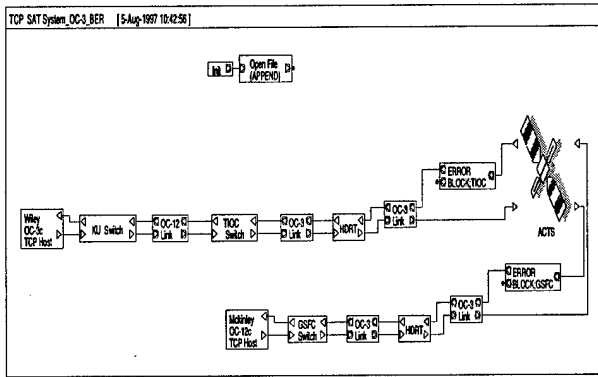 TCP SAT System_OC-3_BER [5-Aug-1997 10:42:56]
Init
Open File
(APPEND)
ERROR
BLOCK;TIOC
ACTS
Wiley
OC-3c
TCP Host
KU Switch
OC-12
Link
TIOC
Switch
OC-3
Link
HDRT
OC-3
Link
ERROR
BLOCK;GSFC
Mckinley
OC-12c
TCP Host
GSFC
Switch
OC-3
Link
HDRT
OC-3
Link